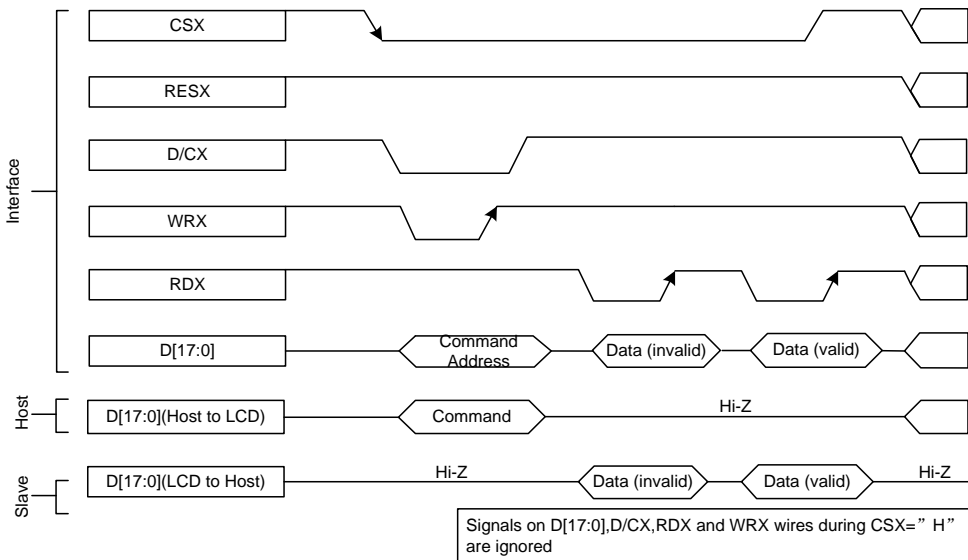 CSX
RESX
D/CX
WRX
RDX
D[17:0]
Command
Address
Data (invalid)
Data (valid)
Interface
Host
D[17:0](Host to LCD)
Command
Hi-Z
Slave
D[17:0](LCD to Host)
Hi-Z
Data (invalid)
Data (valid)
Hi-Z
Signals on D[17:0],D/CX,RDX and WRX wires during CSX=” H”
are ignored